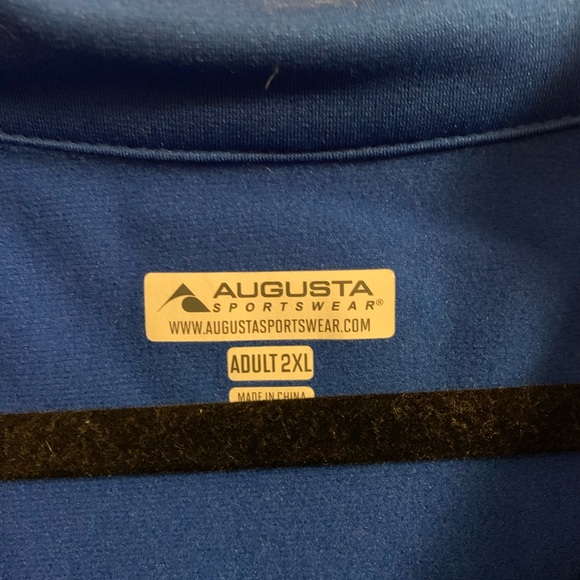 AUGUSTA
SPORTSWEAR®
WWW.AUGUSTASPORTSWEAR.COM
ADULT 2XL
MADE IN CHINA